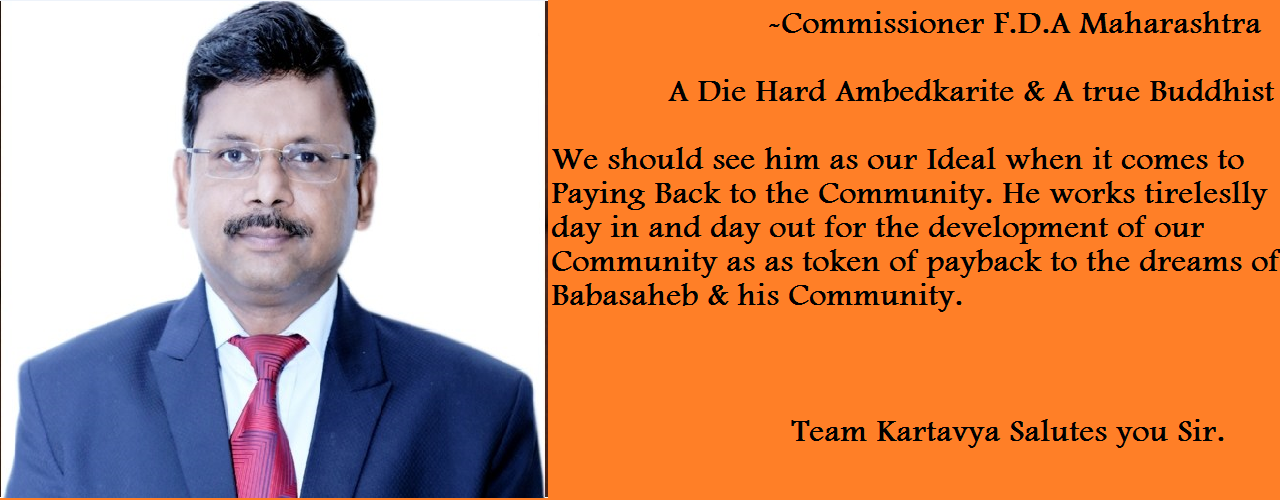 ~Commissioner F.D.A Maharashtra
A Die Hard Ambedkarite & A true Buddhist
We should see him as our Ideal when it comes to
Paying Back to the Community. He works tireleslly
day in and day out for the development of our
Community as as token of payback to the dreams of
Babasaheb & his Community.
Team Kartavya Salutes you Sir.